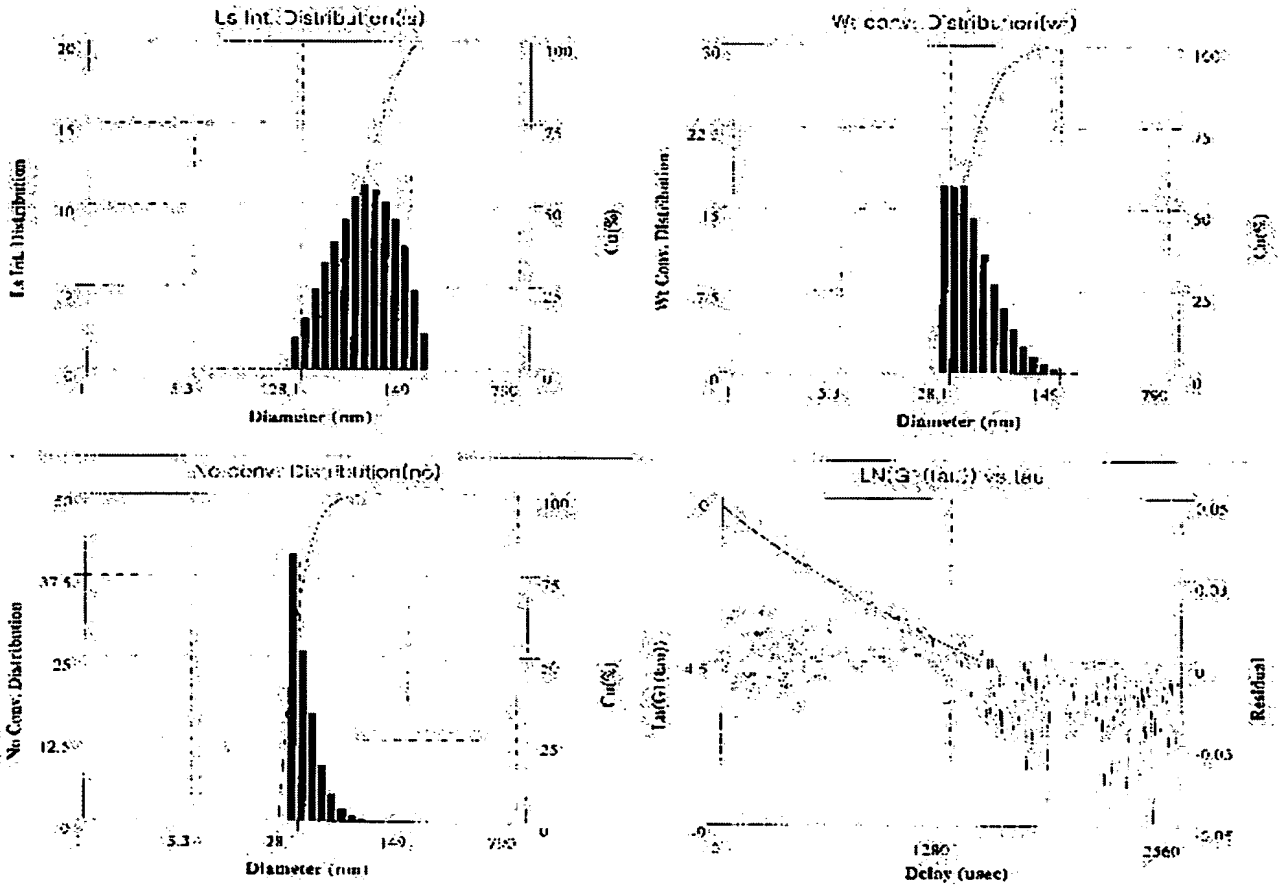 Ls Int. Distribution(is)
20
15
10
5
0
Ls Int. Distribution
100
75
50
25
0
Cu(%)
1 5.3 28.1 149 790
Diameter (nm)
Wt conv. Distribution(wt)
30
22.5
15
7.5
0
Wt Conv. Distribution
100
75
50
25
0
Cu(%)
1 5.3 28.1 149 790
Diameter (nm)
No conv. Distribution(no)
50
37.5
25
12.5
0
No Conv. Distribution
100
75
50
25
0
Cu(%)
5.3 28 149 790
Diameter (nm)
LN(G1(tau)) vs tau
0
-4.5
-9
Ln(G1(tau))
0.05
0.03
0
-0.03
-0.05
Residual
0 1280 2560
Delay (usec)